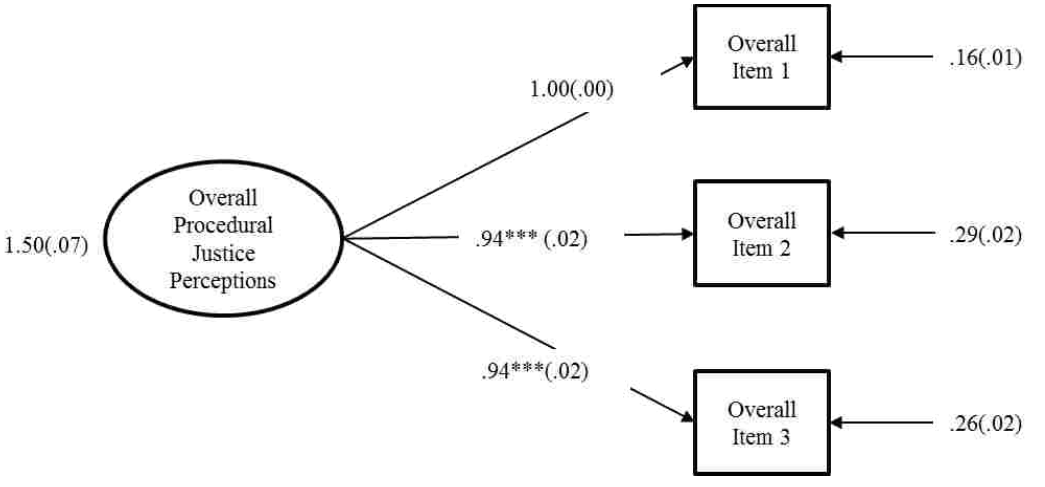 Overall
Item 1
.16(.01)
1.00(.00)
Overall
Procedural
Justice
Perceptions
1.50(.07)
.94*** (.02)
Overall
Item 2
.29(.02)
.94***(.02)
Overall
Item 3
.26(.02)